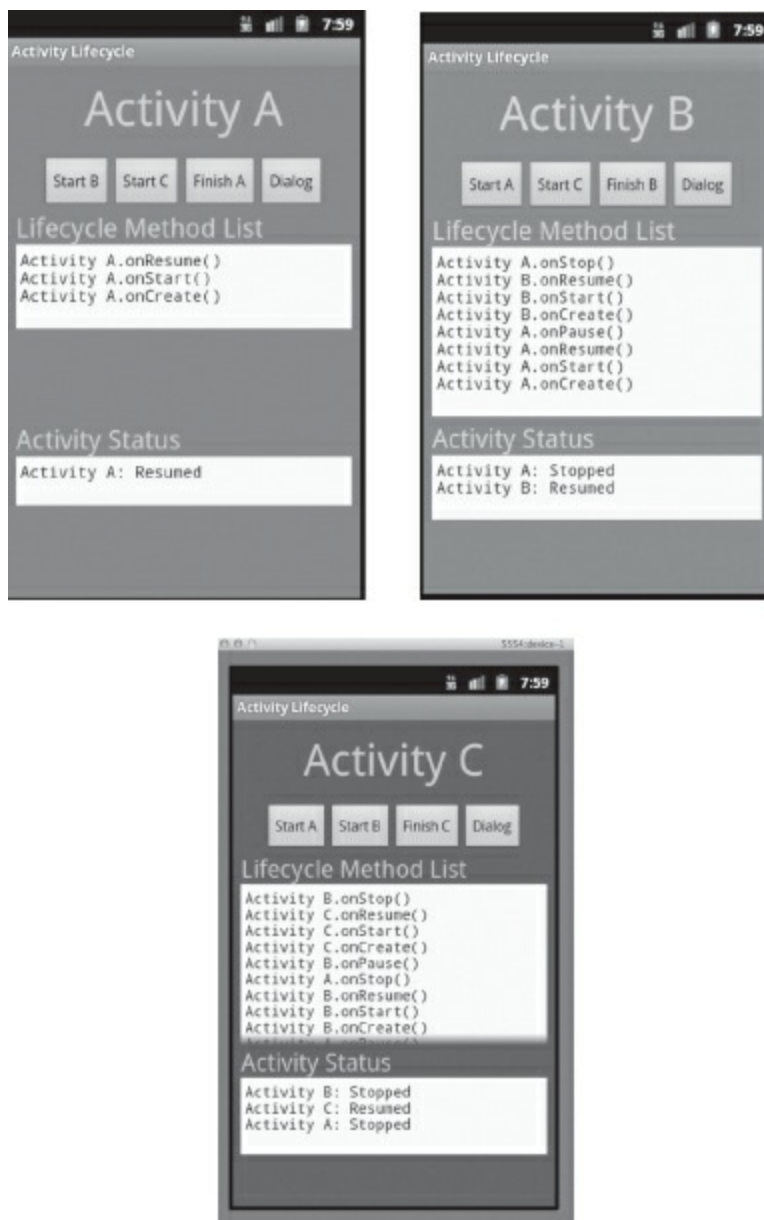 7:59
Activity Lifecycle
Activity A
Start B Start C Finish A Dialog
Lifecycle Method List
Activity A.onResume()
Activity A.onStart()
Activity A.onCreate()
Activity Status
Activity A: Resumed
7:59
Activity Lifecycle
Activity B
Start A Start C Finish B Dialog
Lifecycle Method List
Activity A.onStop()
Activity B.onResume()
Activity B.onStart()
Activity B.onCreate()
Activity A.onPause()
Activity A.onResume()
Activity A.onStart()
Activity A.onCreate()
Activity Status
Activity A: Stopped
Activity B: Resumed
5554:device-1
7:59
Activity Lifecycle
Activity C
Start A Start B Finish C Dialog
Lifecycle Method List
Activity B.onStop()
Activity C.onResume()
Activity C.onStart()
Activity C.onCreate()
Activity B.onPause()
Activity A.onStop()
Activity B.onResume()
Activity B.onStart()
Activity B.onCreate()
Activity A.onPause()
Activity Status
Activity B: Stopped
Activity C: Resumed
Activity A: Stopped